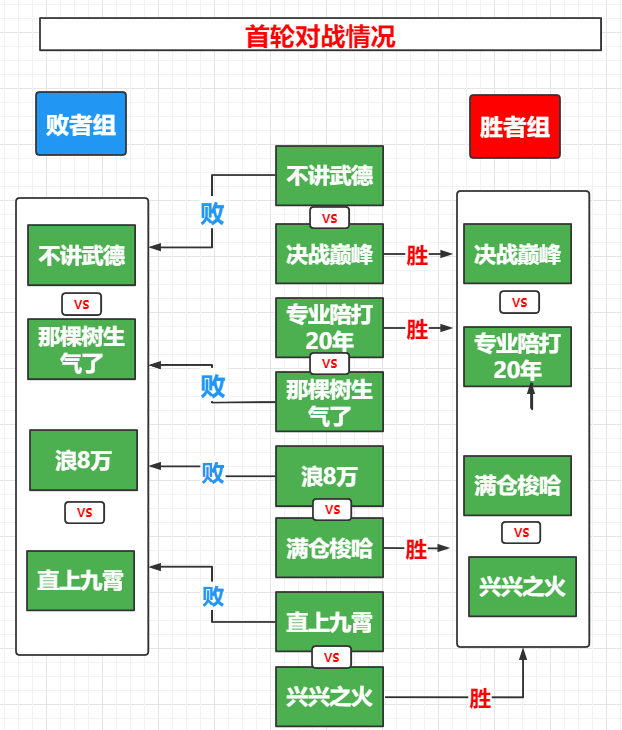 首轮对战情况
败者组
胜者组
不讲武德
VS
那棵树生
气了
浪8万
VS
直上九霄
败
败
败
败
不讲武德
VS
决战巅峰
专业陪打
20年
VS
那棵树生
气了
浪8万
VS
满仓梭哈
直上九霄
VS
兴兴之火
胜
胜
胜
胜
决战巅峰
VS
专业陪打
20年
满仓梭哈
VS
兴兴之火